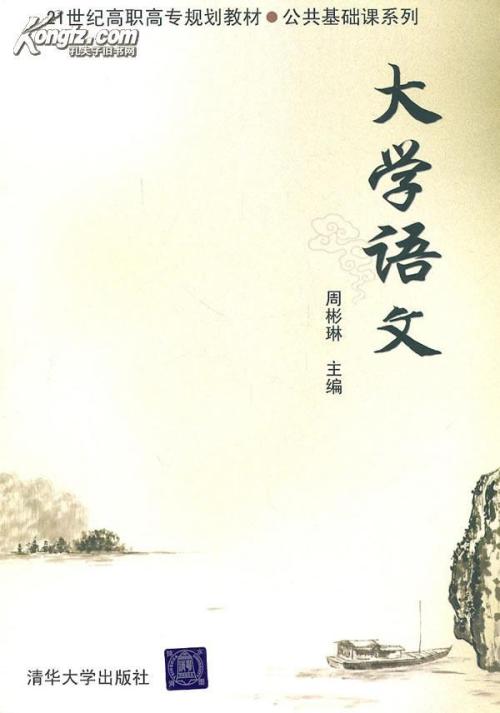 21世纪高职高专规划教材●公共基础课系列
Kongfz.com
孔夫子旧书网
大学语文
周彬琳 主编
清华大学出版社